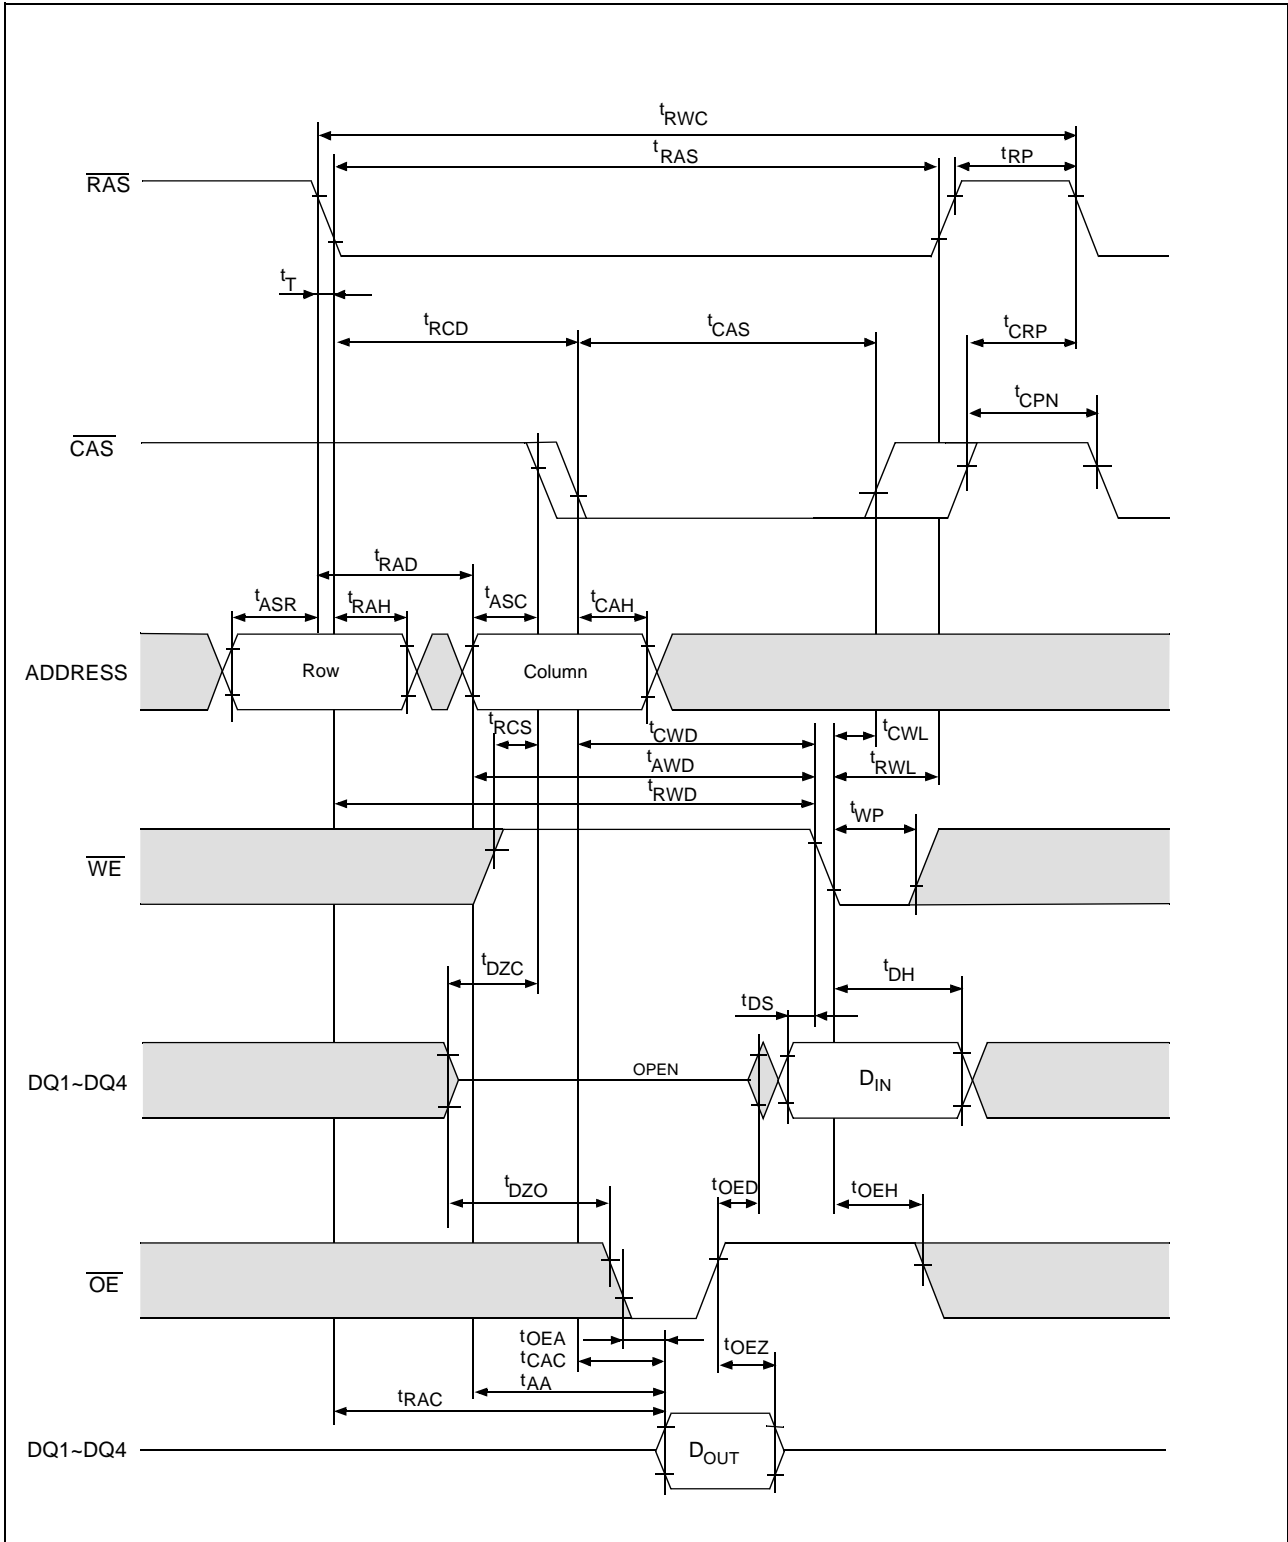 tRWC
tRAS
tRP
RAS
tT
tRCD
tCAS
tCRP
tCPN
CAS
tRAD
tASR
tRAH
tASC
tCAH
ADDRESS
Row
Column
tRCS
tCWD
tCWL
tAWD
tRWL
tRWD
tWP
WE
tDZC
tDH
tDS
DQ1~DQ4
OPEN
DIN
tDZO
tOED
tOEH
OE
tOEA
tOEZ
tCAC
tAA
tRAC
DQ1~DQ4
DOUT